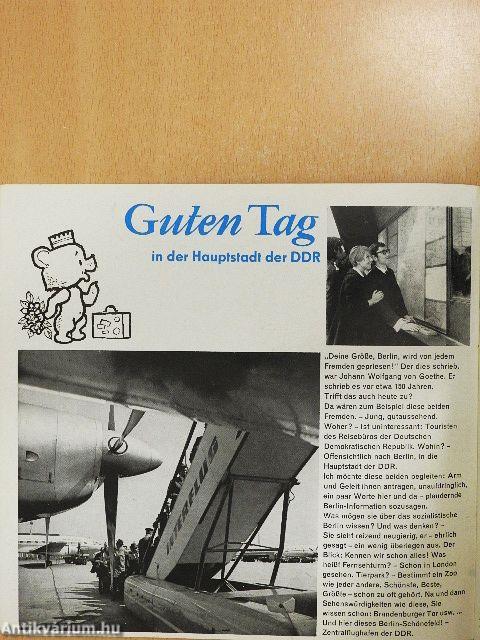 Guten Tag
in der Hauptstadt der DDR
„Deine Größe, Berlin, wird von jedem
Fremden gepriesen!" Der dies schrieb,
war Johann Wolfgang von Goethe. Er
schrieb es vor etwa 150 Jahren.
Trifft das auch heute zu?
Da wären zum Beispiel diese beiden
Fremden. – Jung, gutaussehend.
Woher? – Ist uninteressant: Touristen
des Reisebüros der Deutschen
Demokratischen Republik. Wohin? –
Offensichtlich nach Berlin, in die
Hauptstadt der DDR.
Ich möchte diese beiden begleiten: Arm
und Geleit ihnen antragen, unaufdringlich,
ein paar Worte hier und da – plaudernde
Berlin-Information sozusagen.
Was mögen sie über das sozialistische
Berlin wissen? Und was denken? –
Sie sieht reizend neugierig, er – ehrlich
gesagt – ein wenig überlegen aus. Der
Blick: Kennen wir schon alles! Was
heißt Fernsehturm? – Schon in London
gesehen. Tierpark? – Bestimmt ein Zoo
wie jeder andere. Schönste, Beste,
Größte – schon zu oft gehört. Na und dann
Sehenswürdigkeiten wie diese, Sie
wissen schon: Brandenburger Tor usw. –
Und hier dieses Berlin-Schönefeld! –
Zentralflughafen der DDR.
Antikvárium.hu